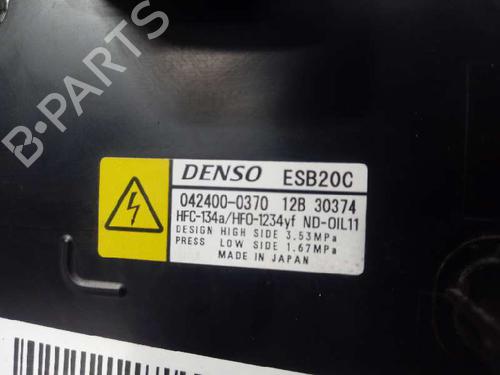 B-PARTS
DENSO ESB20C
042400-0370 12B 30374
HFC-134a/HFO-1234yf ND-OIL11
DESIGN HIGH SIDE 3.53MPa
PRESS LOW SIDE 1.67MPa
MADE IN JAPAN